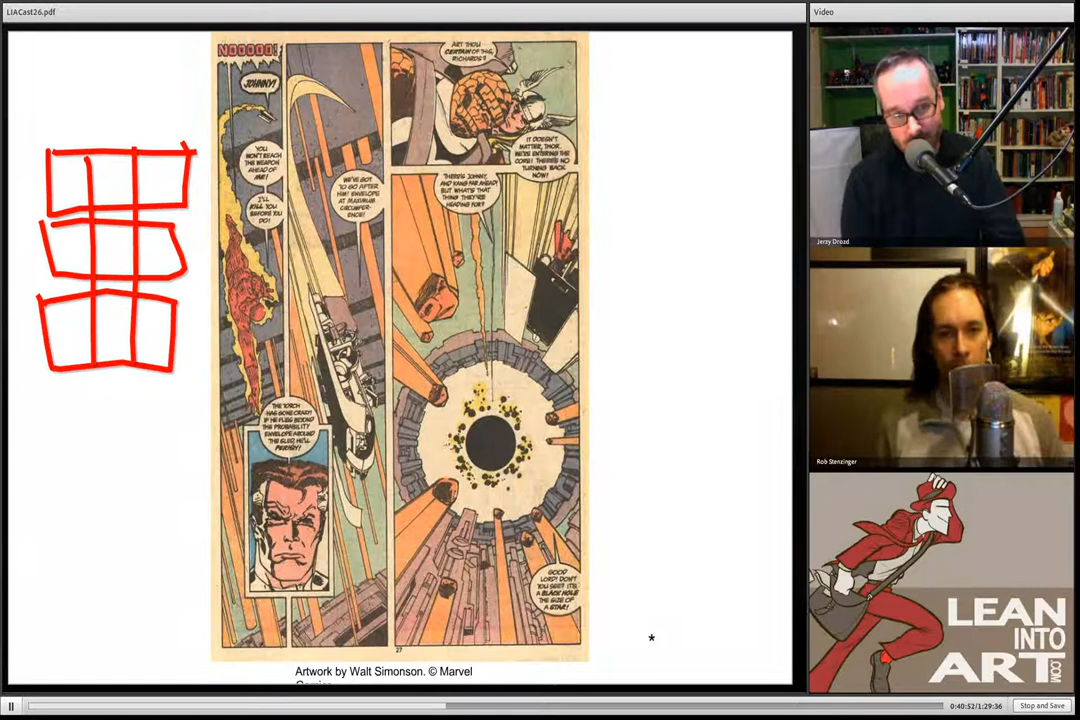 LIACast26.pdf
Video
NOOOOO!
JOHNNY!
YOU
WON'T REACH
THE WEAPON
AHEAD OF
ME!
I'LL
KILL YOU
BEFORE YOU
DO!
WE'VE GOT
TO GO AFTER
HIM! ENVELOPE
AT MAXIMUM
CIRCUMFER-
ENCE!
THE TORCH
HAS GONE CRAZY!
IF HE FLIES BEYOND
THE PROBABILITY
ENVELOPE AROUND
THE SLED, HE'LL
PERISH!
ART THOU
CERTAIN OF THIS,
RICHARDS?
IT DOESN'T
MATTER, THOR.
WE'RE ENTERING THE
CORE! THERE'S NO
TURNING BACK
NOW!
THERE'S JOHNNY,
AND KANG FAR AHEAD!
BUT WHAT'S THAT
THING THEY'RE
HEADING FOR?
GOOD
LORD! DON'T
YOU SEE? IT'S
A BLACK HOLE
THE SIZE OF
A STAR!
27
*
Artwork by Walt Simonson. © Marvel
Jerzy Drozd
Rob Stenzinger
LEAN
INTO
ART.COM
0:40:52/1:29:36
Stop and Save